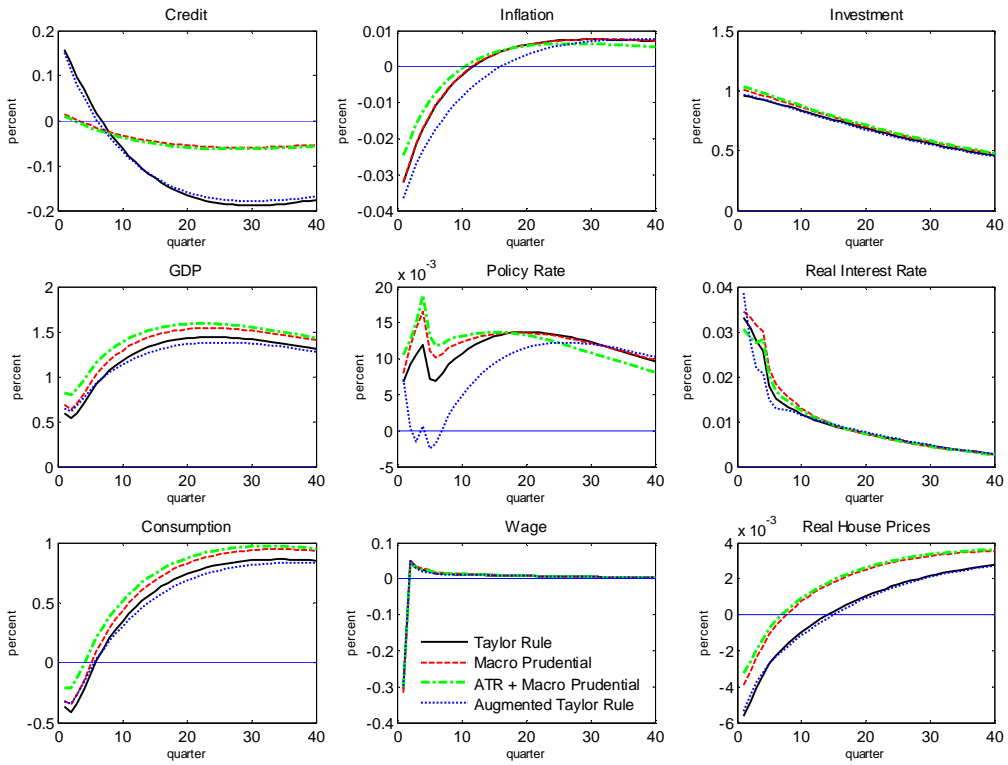 Credit
0.2
0.1
0
-0.1
-0.2
percent
0 10 20 30 40
quarter
Inflation
0.01
0
-0.01
-0.02
-0.03
-0.04
percent
0 10 20 30 40
quarter
Investment
1.5
1
0.5
0
percent
0 10 20 30 40
quarter
GDP
2
1.5
1
0.5
0
percent
0 10 20 30 40
quarter
Policy Rate
x 10-3
20
15
10
5
0
-5
percent
0 10 20 30 40
quarter
Real Interest Rate
0.04
0.03
0.02
0.01
0
percent
0 10 20 30 40
quarter
Consumption
1
0.5
0
-0.5
percent
0 10 20 30 40
quarter
Wage
0.1
0
-0.1
-0.2
-0.3
-0.4
percent
Taylor Rule
Macro Prudential
ATR + Macro Prudential
Augmented Taylor Rule
0 10 20 30 40
quarter
Real House Prices
x 10-3
4
2
0
-2
-4
-6
percent
0 10 20 30 40
quarter